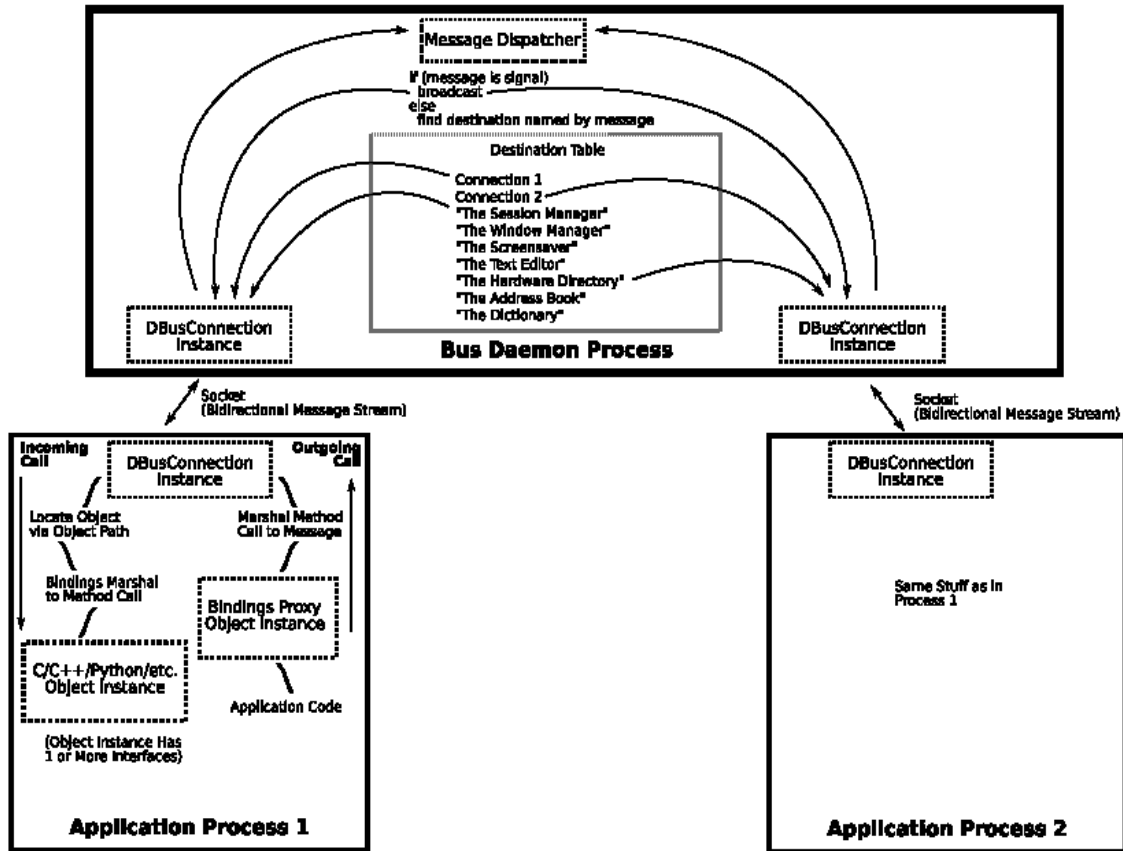 Message Dispatcher
if (message is signal)
broadcast
else
find destination named by message
Destination Table
Connection 1
Connection 2
"The Session Manager"
"The Window Manager"
"The Screensaver"
"The Text Editor"
"The Hardware Directory"
"The Address Book"
"The Dictionary"
DBusConnection
Instance
DBusConnection
Instance
Bus Daemon Process
Socket
(Bidirectional Message Stream)
Socket
(Bidirectional Message Stream)
Incoming
Call
DBusConnection
Instance
Outgoing
Call
Locate Object
via Object Path
Marshal Method
Call to Message
Bindings Marshal
to Method Call
Bindings Proxy
Object Instance
C/C++/Python/etc.
Object Instance
Application Code
(Object Instance Has
1 or More Interfaces)
Application Process 1
DBusConnection
Instance
Same Stuff as in
Process 1
Application Process 2